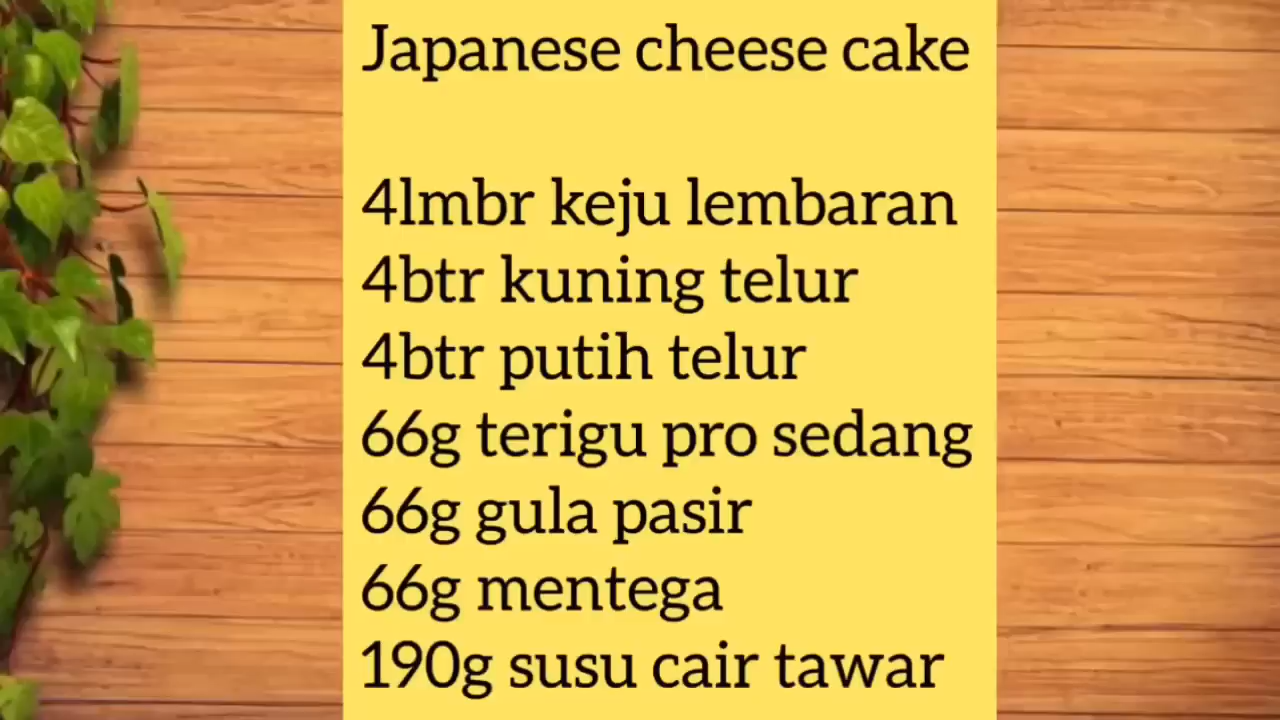 Japanese cheese cake
4lmbr keju lembaran
4btr kuning telur
4btr putih telur
66g terigu pro sedang
66g gula pasir
66g mentega
190g susu cair tawar